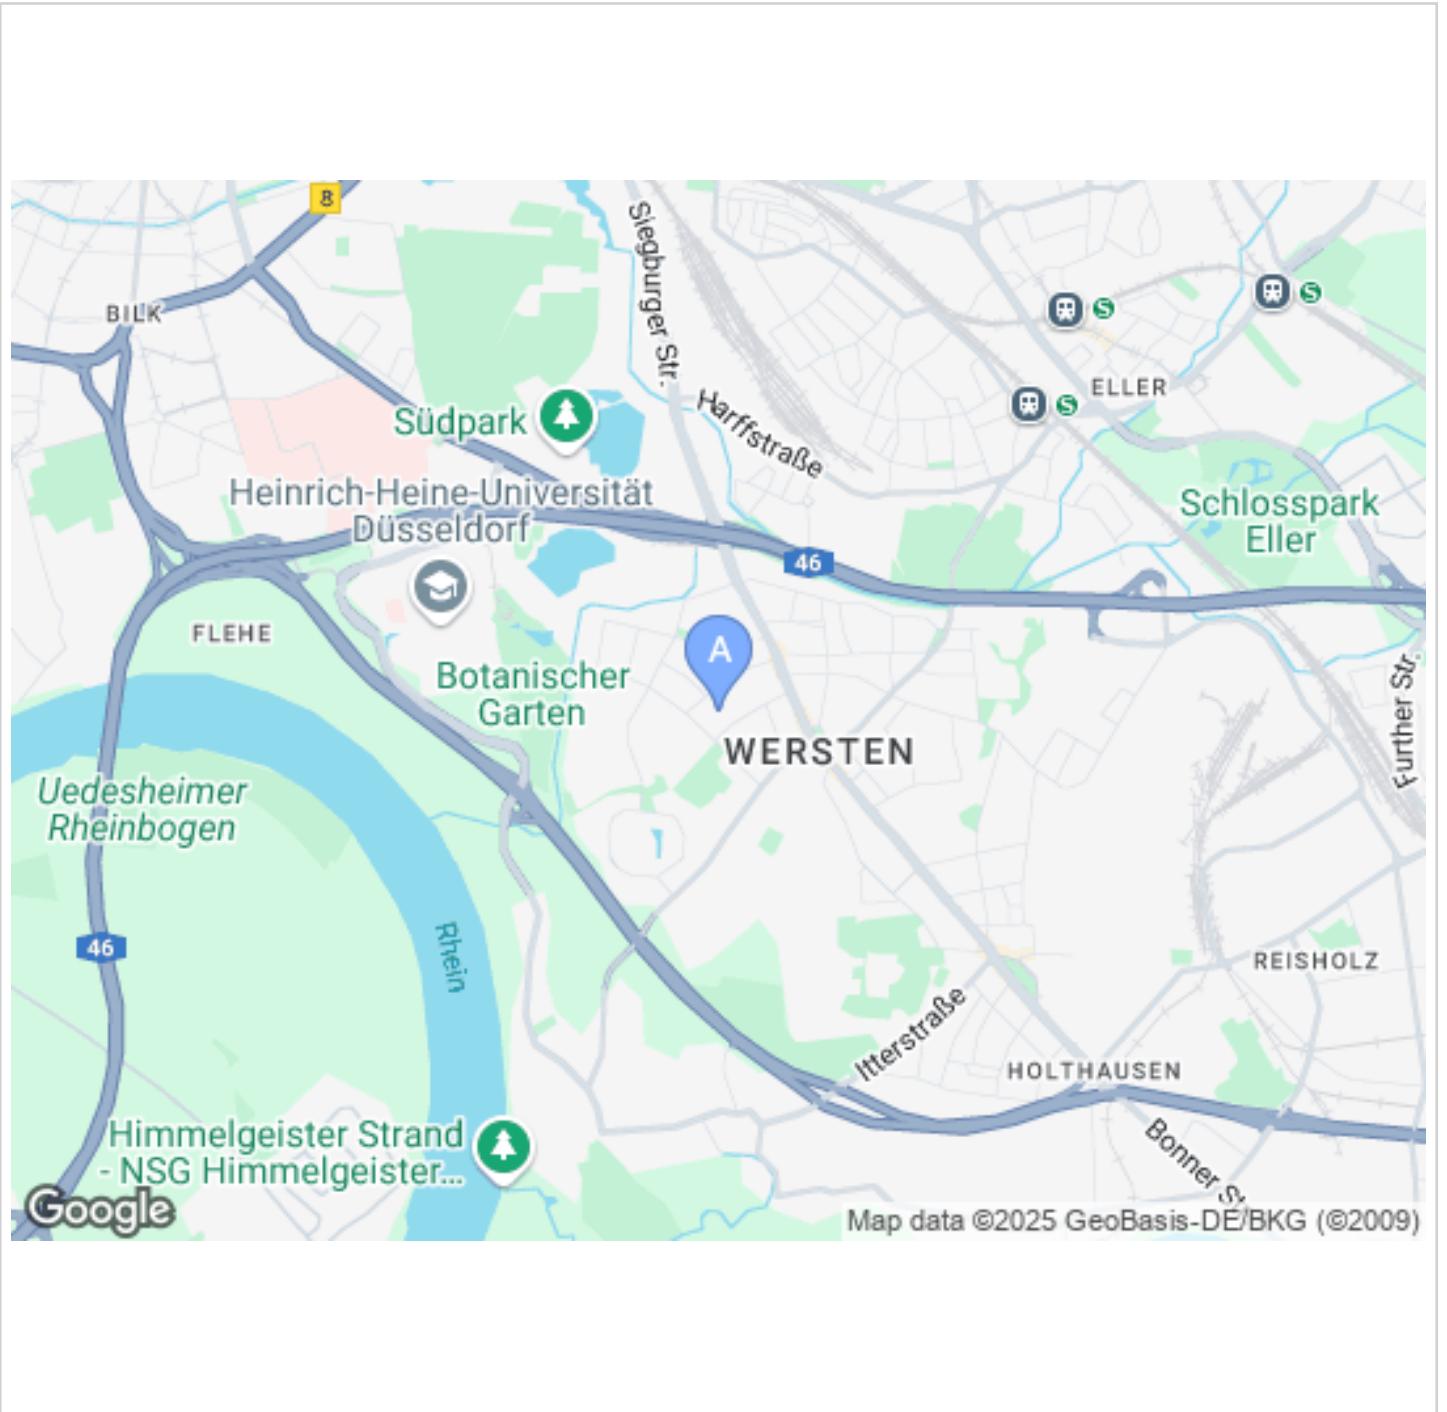 8
Siegburger Str.
S
S
BILK
ELLER
S
Harffstraße
Südpark
Heinrich-Heine-Universität
Düsseldorf
Schlosspark
Eller
46
FLEHE
A
Botanischer
Garten
Further Str.
WERSTEN
Uedesheimer
Rheinbogen
46
Rhein
REISHOLZ
Itterstraße
HOLTHAUSEN
Himmelgeister Strand
- NSG Himmelgeister...
Bonner St
Google
Map data ©2025 GeoBasis-DE/BKG (©2009)